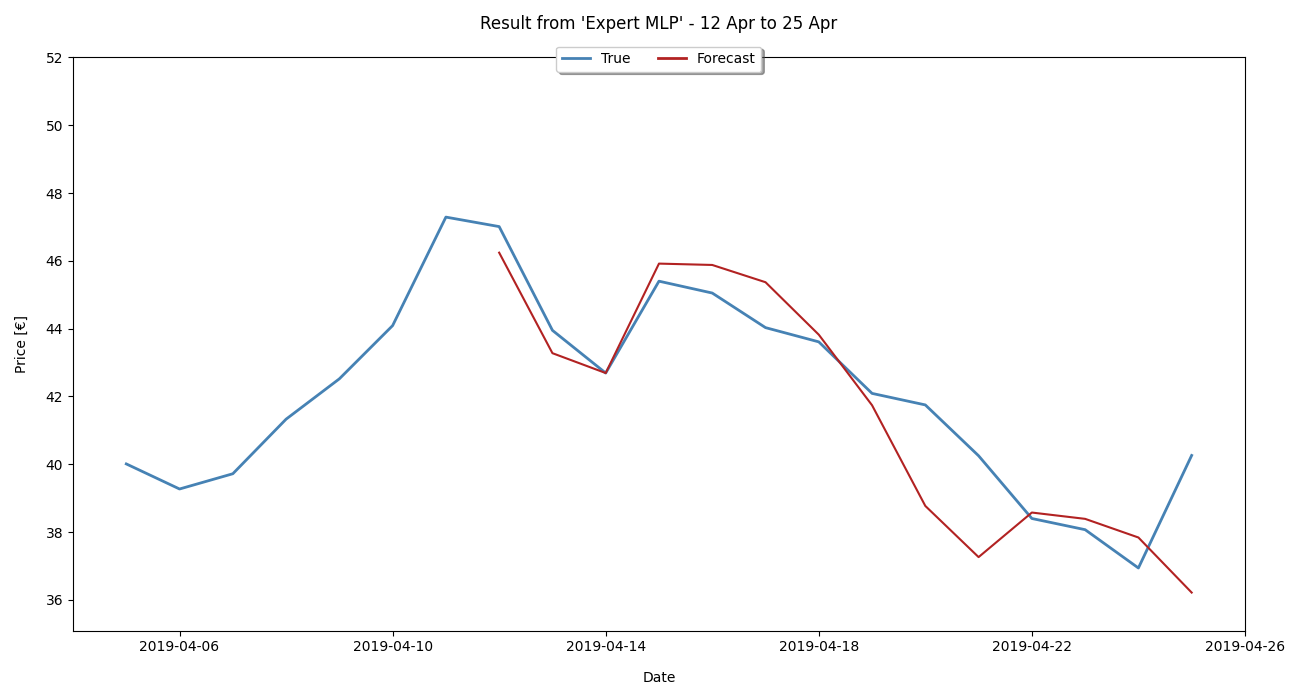 Result from 'Expert MLP' - 12 Apr to 25 Apr
True Forecast
52
50
48
46
44
42
40
38
36
Price [€]
2019-04-06 2019-04-10 2019-04-14 2019-04-18 2019-04-22 2019-04-26
Date